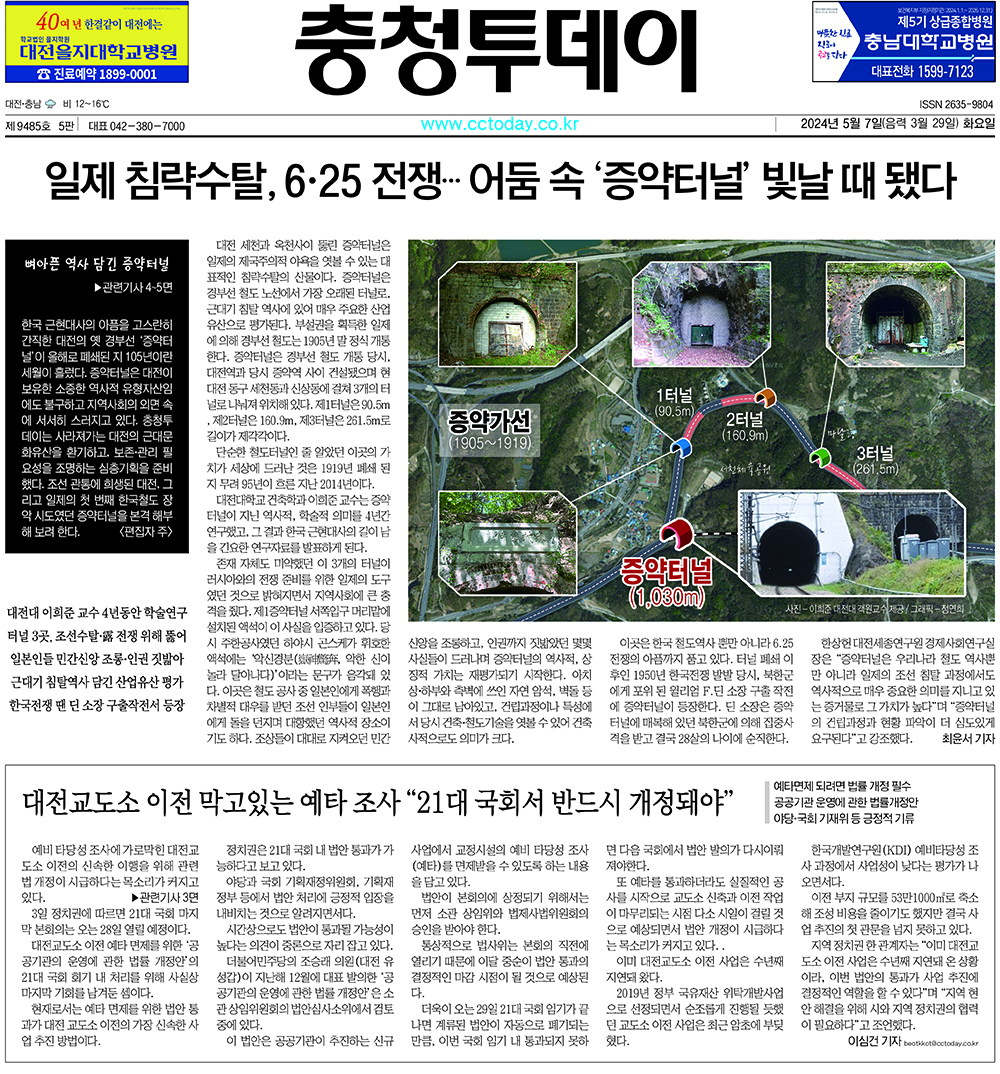 40여 년 한결같이 대전에는
학교법인 을지학원
대전을지대학교병원
☎ 진료예약 1899-0001
충청투데이
보건복지부 지정(지정기간 : 2024.1.1.~2026.12.31.)
제5기 상급종합병원
충남대학교병원
대표전화 1599-7123
대전·충남 비 12~16℃
ISSN 2635-9804
제9485호 5판 대표 042-380-7000
www.cctoday.co.kr
2024년 5월 7일(음력 3월 29일) 화요일
일제 침략수탈, 6·25 전쟁… 어둠 속 ‘증약터널’ 빛날 때 됐다
뼈아픈 역사 담긴 증약터널
▶관련기사 4~5면
한국 근현대사의 아픔을 고스란히
간직한 대전의 옛 경부선 ‘증약터
널’이 올해로 폐쇄된 지 105년이란
세월이 흘렀다. 증약터널은 대전이
보유한 소중한 역사적 유형자산임
에도 불구하고 지역사회의 외면 속
에 서서히 스러지고 있다. 충청투
데이는 사라져가는 대전의 근대문
화유산을 환기하고, 보존·관리 필
요성을 조명하는 심층기획을 준비
했다. 조선 관통에 희생된 대전, 그
리고 일제의 첫 번째 한국철도 장
악 시도였던 증약터널을 본격 해부
해 보려 한다. <편집자 주>
대전대 이희준 교수 4년동안 학술연구
터널 3곳, 조선수탈·露 전쟁 위해 뚫어
일본인들 민간신앙 조롱·인권 짓밟아
근대기 침탈역사 담긴 산업유산 평가
한국전쟁 땐 딘 소장 구출작전서 등장
대전 세천과 옥천사이 뚫린 증약터널은
일제의 제국주의적 야욕을 엿볼 수 있는 대
표적인 침략수탈의 산물이다. 증약터널은
경부선 철도 노선에서 가장 오래된 터널로,
근대기 침탈 역사에 있어 매우 주요한 산업
유산으로 평가된다. 부설권을 획득한 일제
에 의해 경부선 철도는 1905년 말 정식 개통
한다. 증약터널은 경부선 철도 개통 당시,
대전역과 당시 증약역 사이 건설됐으며 현
대전 동구 세천동과 신상동에 걸쳐 3개의 터
널로 나눠져 위치해 있다. 제1터널은 90.5m
, 제2터널은 160.9m, 제3터널은 261.5m로
길이가 제각각이다.
단순한 철도터널인 줄 알았던 이곳의 가
치가 세상에 드러난 것은 1919년 폐쇄 된
지 무려 95년이 흐른 지난 2014년이다.
대전대학교 건축학과 이희준 교수는 증약
터널이 지닌 역사적, 학술적 의미를 4년간
연구했고, 그 결과 한국 근현대사의 길이 남
을 긴요한 연구자료를 발표하게 된다.
존재 자체도 미약했던 이 3개의 터널이
러시아와의 전쟁 준비를 위한 일제의 도구
였던 것으로 밝혀지면서 지역사회에 큰 충
격을 줬다. 제1증약터널 서쪽입구 머리맡에
설치된 액석이 이 사실을 입증하고 있다. 당
시 주한공사였던 하야시 곤스케가 휘호한
액석에는 ‘악신경분(嶽神驚奔, 악한 신이
놀라 달아나다)’이라는 문구가 음각돼 있
다. 이곳은 철도 공사 중 일본인에게 폭행과
차별적 대우를 받던 조선 인부들이 일본인
에게 돌을 던지며 대항했던 역사적 장소이
기도 하다. 조상들이 대대로 지켜오던 민간
증약가선
(1905~1919)
1터널
(90.5m)
2터널
(160.9m)
3터널
(261.5m)
마달령
서천체육공원
증약터널
(1,030m)
사진 – 이희준 대전대 객원교수 제공 / 그래픽 – 정연희
신앙을 조롱하고, 인권까지 짓밟았던 몇몇
사실들이 드러나며 증약터널의 역사적, 상
징적 가치는 재평가되기 시작한다. 아치
상·하부와 측벽에 쓰인 자연 암석, 벽돌 등
이 그대로 남아있고, 건립과정이나 특성에
서 당시 건축·철도기술을 엿볼 수 있어 건축
사적으로도 의미가 크다.
이곳은 한국 철도역사 뿐만 아니라 6.25
전쟁의 아픔까지 품고 있다. 터널 폐쇄 이
후인 1950년 한국전쟁 발발 당시, 북한군
에게 포위 된 윌리엄 F.딘 소장 구출 작전
에 증약터널이 등장한다. 딘 소장은 증약
터널에 매복해 있던 북한군에 의해 집중사
격을 받고 결국 28살의 나이에 순직한다.
한상헌 대전세종연구원 경제사회연구실
장은 “증약터널은 우리나라 철도 역사뿐
만 아니라 일제의 조선 침탈 과정에서도
역사적으로 매우 중요한 의미를 지니고 있
는 증거물로 그 가치가 높다”며 “증약터널
의 건립과정과 현황 파악이 더 심도있게
요구된다”고 강조했다. 최윤서 기자
대전교도소 이전 막고있는 예타 조사 “21대 국회서 반드시 개정돼야”
예타면제 되려면 법률 개정 필수
공공기관 운영에 관한 법률개정안
야당·국회 기재위 등 긍정적 기류
예비 타당성 조사에 가로막힌 대전교
도소 이전의 신속한 이행을 위해 관련
법 개정이 시급하다는 목소리가 커지고
있다. ▶관련기사 3면
3일 정치권에 따르면 21대 국회 마지
막 본회의는 오는 28일 열릴 예정이다.
대전교도소 이전 예타 면제를 위한 ‘공
공기관의 운영에 관한 법률 개정안’의
21대 국회 회기 내 처리를 위해 사실상
마지막 기회를 남겨둔 셈이다.
현재로서는 예타 면제를 위한 법안 통
과가 대전 교도소 이전의 가장 신속한 사
업 추진 방법이다.
정치권은 21대 국회 내 법안 통과가 가
능하다고 보고 있다.
야당과 국회 기획재정위원회, 기획재
정부 등에서 법안 처리에 긍정적 입장을
내비치는 것으로 알려지면서다.
시간상으로도 법안이 통과될 가능성이
높다는 의견이 중론으로 자리 잡고 있다.
더불어민주당의 조승래 의원(대전 유
성갑)이 지난해 12월에 대표 발의한 ‘공
공기관의 운영에 관한 법률 개정안’은 소
관 상임위원회의 법안심사소위에서 검토
중에 있다.
이 법안은 공공기관이 추진하는 신규
사업에서 교정시설의 예비 타당성 조사
(예타)를 면제받을 수 있도록 하는 내용
을 담고 있다.
법안이 본회의에 상정되기 위해서는
먼저 소관 상임위와 법제사법위원회의
승인을 받아야 한다.
통상적으로 법사위는 본회의 직전에
열리기 때문에 이달 중순이 법안 통과의
결정적인 마감 시점이 될 것으로 예상된
다.
더욱이 오는 29일 21대 국회 임기가 끝
나면 계류된 법안이 자동으로 폐기되는
만큼, 이번 국회 임기 내 통과되지 못하
면 다음 국회에서 법안 발의가 다시이뤄
져야한다.
또 예타를 통과하더라도 실질적인 공
사를 시작으로 교도소 신축과 이전 작업
이 마무리되는 시점 다소 시일이 걸릴 것
으로 예상되면서 법안 개정이 시급하다
는 목소리가 커지고 있다. .
이미 대전교도소 이전 사업은 수년째
지연돼 왔다.
2019년 정부 국유재산 위탁개발사업
으로 선정되면서 순조롭게 진행될 듯했
던 교도소 이전 사업은 최근 암초에 부딪
혔다.
한국개발연구원(KDI) 예비타당성 조
사 과정에서 사업성이 낮다는 평가가 나
오면서다.
이전 부지 규모를 53만1000㎡로 축소
해 조성 비용을 줄이기도 했지만 결국 사
업 추진의 첫 관문을 넘지 못하고 있다.
지역 정치권 한 관계자는 “이미 대전교
도소 이전 사업은 수년째 지연돼 온 상황
이라, 이번 법안의 통과가 사업 추진에
결정적인 역할을 할 수 있다”며 “지역 현
안 해결을 위해 시와 지역 정치권의 협력
이 필요하다”고 조언했다.
이심건 기자 beotkkot@cctoday.co.kr